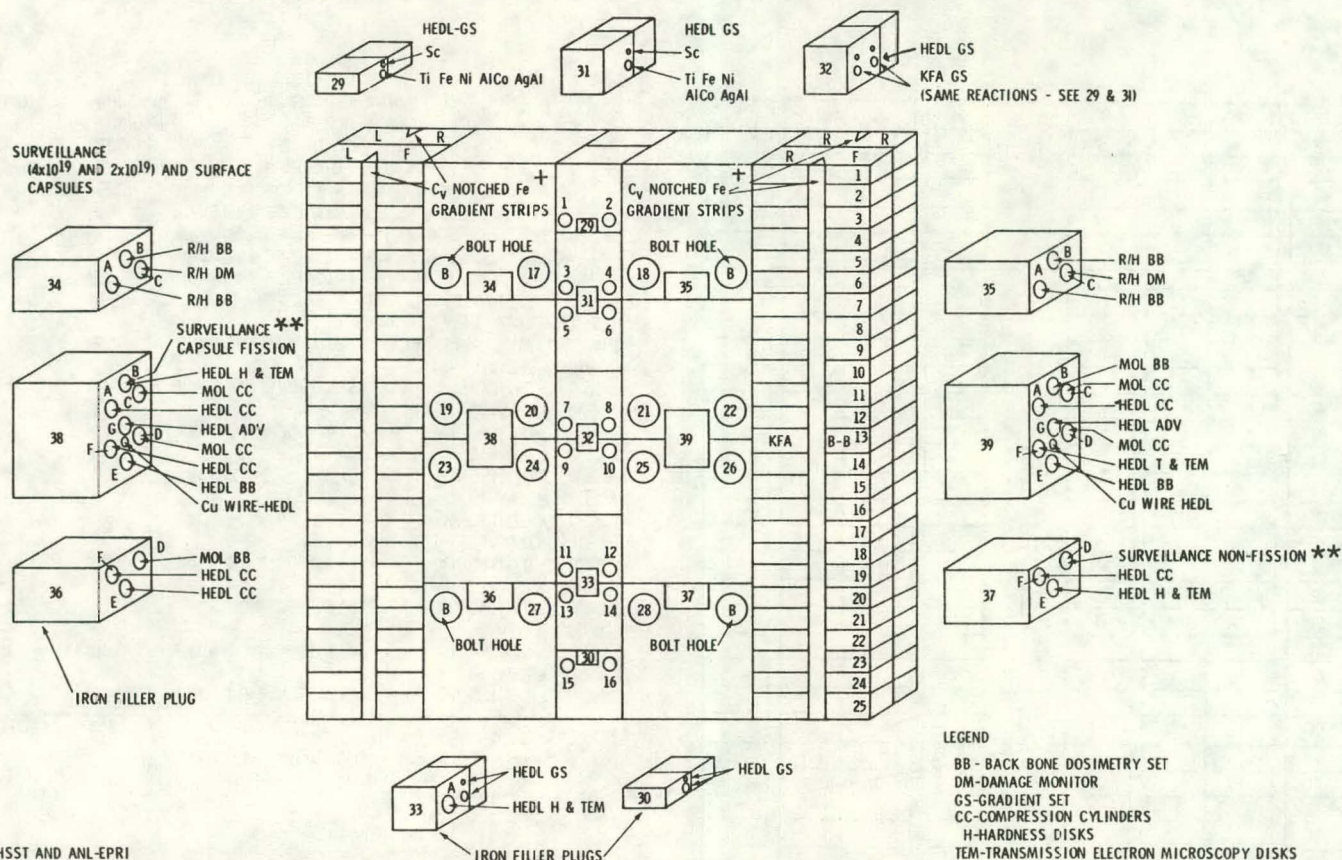 HEDL-GS
Sc
Ti Fe Ni AlCo AgAl
29
HEDL GS
Sc
Ti Fe Ni
AlCo AgAl
31
HEDL GS
KFA GS
(SAME REACTIONS - SEE 29 & 31)
32
SURVEILLANCE
(4x10^19 AND 2x10^19) AND SURFACE
CAPSULES
A B C
R/H BB
R/H DM
R/H BB
34
SURVEILLANCE **
CAPSULE FISSION
HEDL H & TEM
MOL CC
HEDL CC
HEDL ADV
MOL CC
HEDL CC
HEDL BB
Cu WIRE-HEDL
A B C G D F E
38
D F E
MOL BB
HEDL CC
HEDL CC
36
IRON FILLER PLUG
L R
L F
R R
R F
C_V NOTCHED Fe
GRADIENT STRIPS
+
C_V NOTCHED Fe
GRADIENT STRIPS
+
1 2
29
BOLT HOLE
BOLT HOLE
B 17 3 4 18 B
34 31 35
5 6
19 20 7 8 21 22
38 32 39
KFA B-B
23 24 9 10 25 26
11 12
36 33 37
B 27 13 14 28 B
BOLT HOLE
BOLT HOLE
30
15 16
1
2
3
4
5
6
7
8
9
10
11
12
13
14
15
16
17
18
19
20
21
22
23
24
25
A B C
R/H BB
R/H DM
R/H BB
35
A B C G D F E
MOL BB
MOL CC
HEDL CC
HEDL ADV
MOL CC
HEDL T & TEM
HEDL BB
Cu WIRE HEDL
39
D F E
SURVEILLANCE NON-FISSION **
HEDL CC
HEDL H & TEM
37
A
HEDL GS
HEDL H & TEM
33
HEDL GS
30
IRON FILLER PLUGS
LEGEND
BB - BACK BONE DOSIMETRY SET
DM-DAMAGE MONITOR
GS-GRADIENT SET
CC-COMPRESSION CYLINDERS
H-HARDNESS DISKS
TEM-TRANSMISSION ELECTRON MICROSCOPY DISKS
HSST AND ANL-EPRI